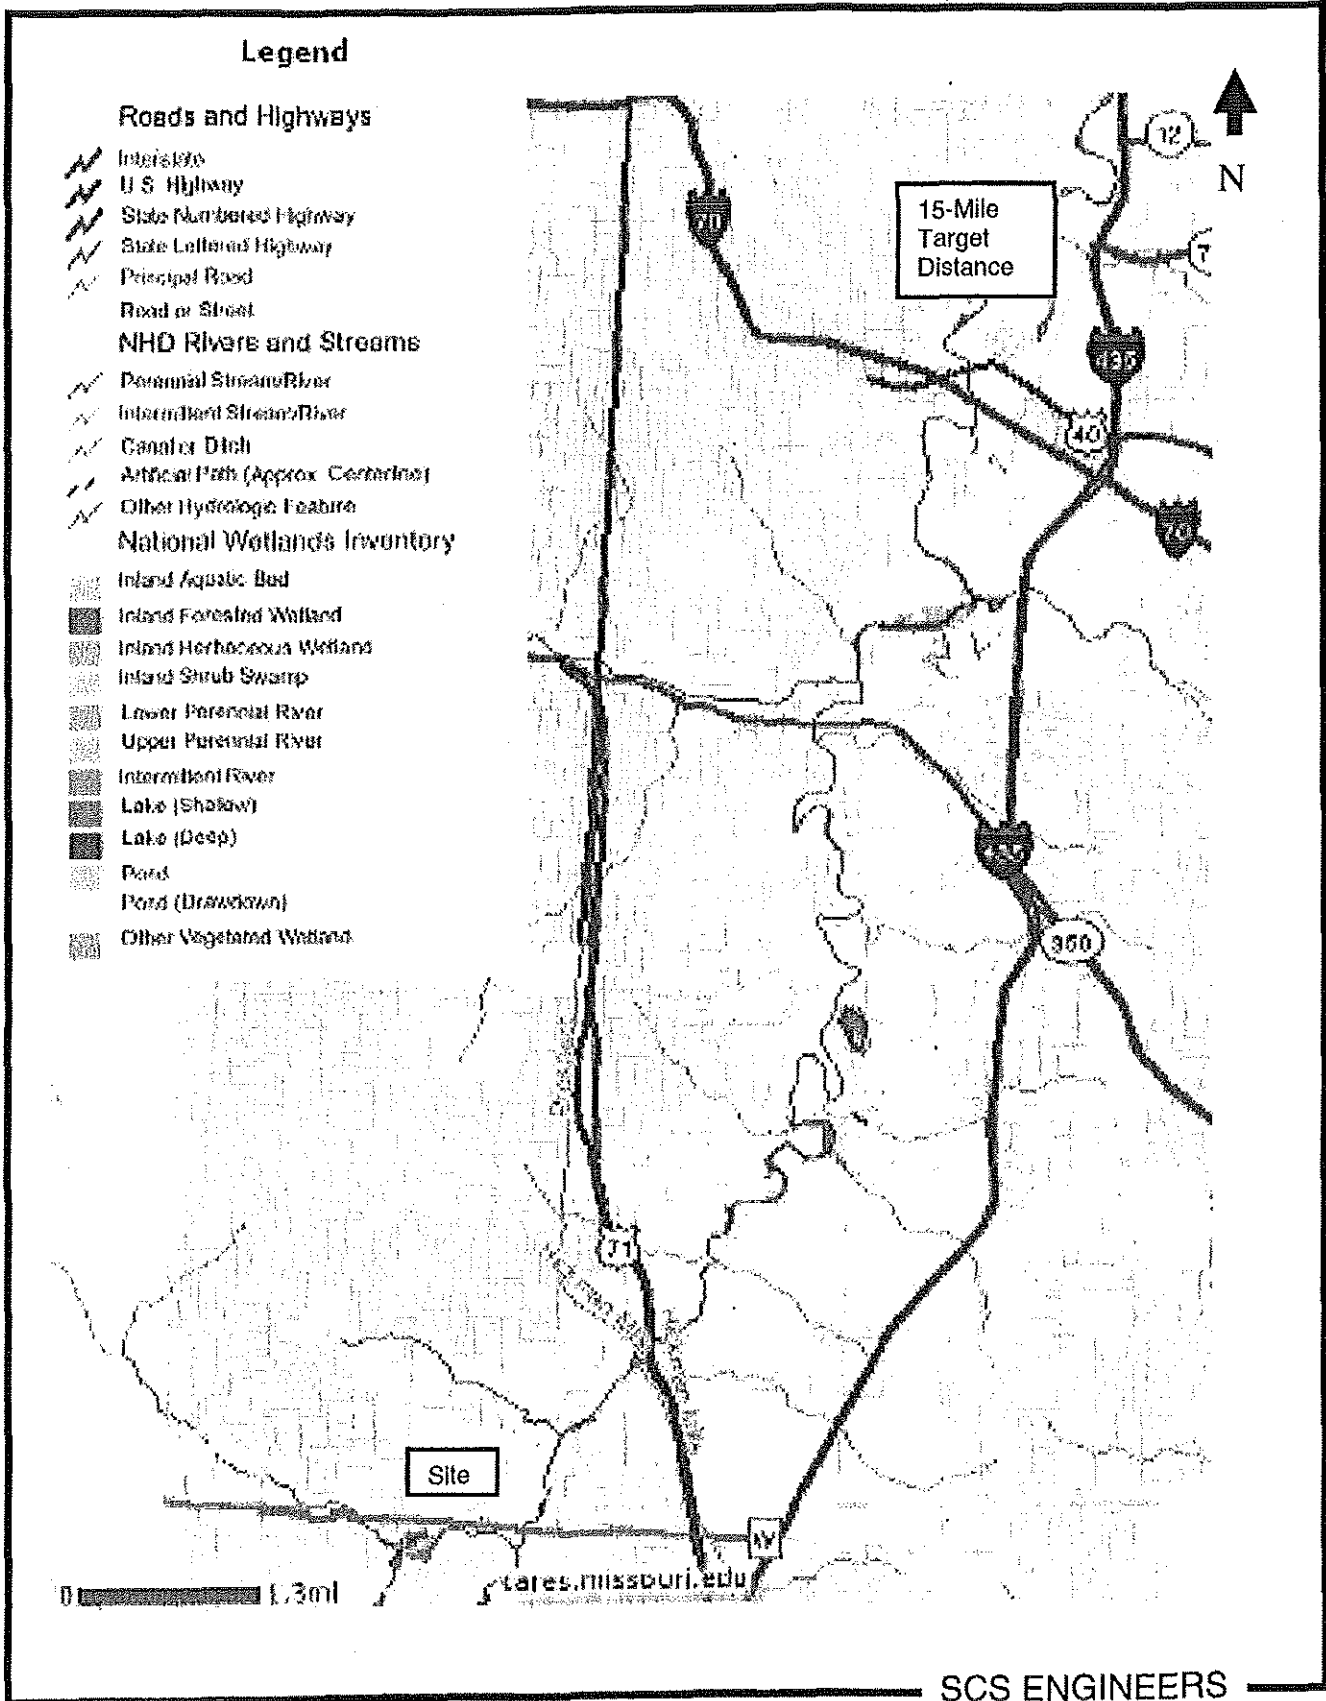 Legend
Roads and Highways
Interstate
U.S. Highway
State Numbered Highway
State Lettered Highway
Principal Road
Road or Street
NHD Rivers and Streams
Perennial Stream/River
Intermittent Stream/River
Canal or Ditch
Artificial Path (Approx. Centerline)
Other Hydrologic Feature
National Wetlands Inventory
Inland Aquatic Bed
Inland Forested Wetland
Inland Herbaceous Wetland
Inland Shrub Swamp
Lower Perennial River
Upper Perennial River
Intermittent River
Lake (Shallow)
Lake (Deep)
Pond
Pond (Drawdown)
Other Vegetated Wetland
12
N
70
15-Mile
Target
Distance
7
435
40
70
350
71
Site
W
0 1.3mi
cares.missouri.edu
SCS ENGINEERS